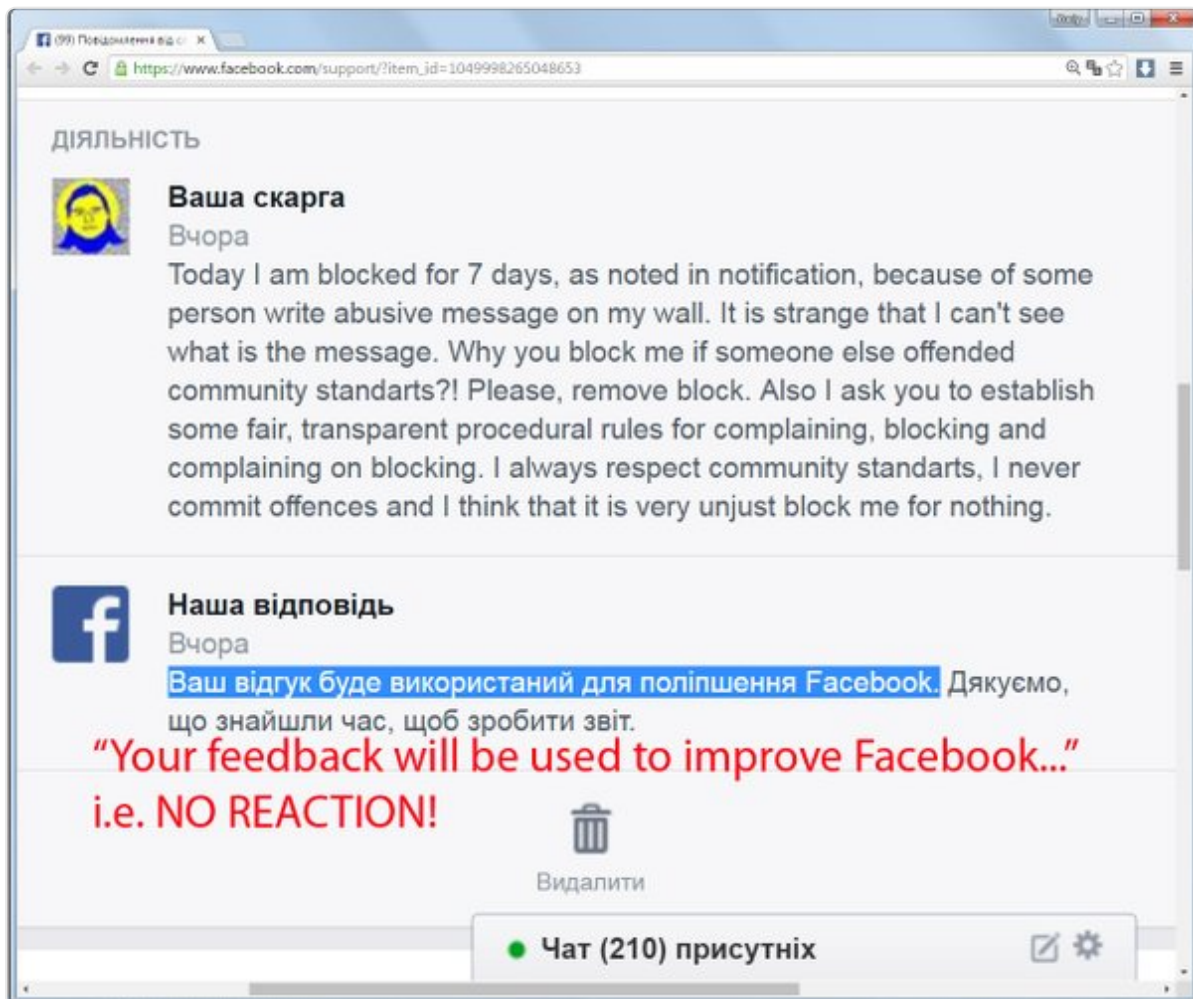 (99) Повідомлення від сл
https://www.facebook.com/support/?item_id=1049998265048653
ДІЯЛЬНІСТЬ
Ваша скарга
Вчора
Today I am blocked for 7 days, as noted in notification, because of some
person write abusive message on my wall. It is strange that I can't see
what is the message. Why you block me if someone else offended
community standarts?! Please, remove block. Also I ask you to establish
some fair, transparent procedural rules for complaining, blocking and
complaining on blocking. I always respect community standarts, I never
commit offences and I think that it is very unjust block me for nothing.
Наша відповідь
Вчора
Ваш відгук буде використаний для поліпшення Facebook. Дякуємо,
що знайшли час, щоб зробити звіт.
“Your feedback will be used to improve Facebook...”
i.e. NO REACTION!
Видалити
Чат (210) присутніх